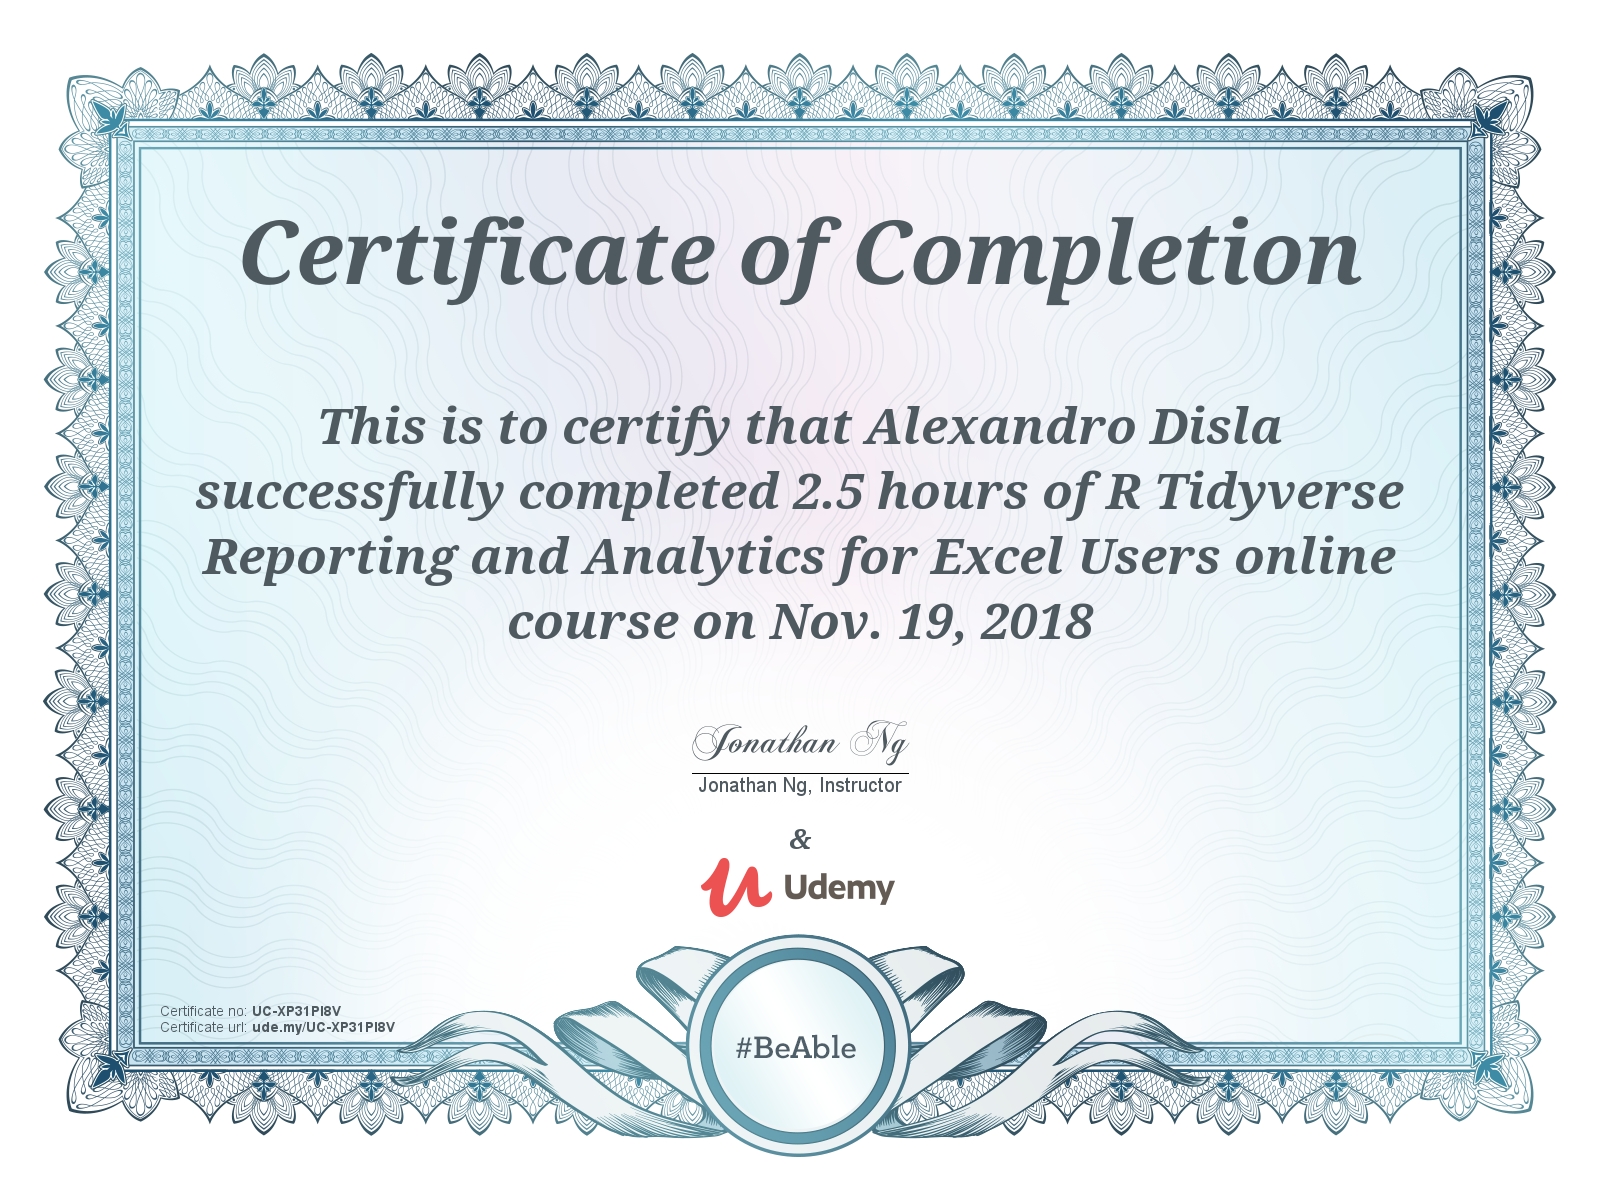 Certificate of Completion
This is to certify that Alexandro Disla
successfully completed 2.5 hours of R Tidyverse
Reporting and Analytics for Excel Users online
course on Nov. 19, 2018
Jonathan Ng
Jonathan Ng, Instructor
&
Udemy
Certificate no: UC-XP31PI8V
Certificate url: ude.my/UC-XP31PI8V
#BeAble